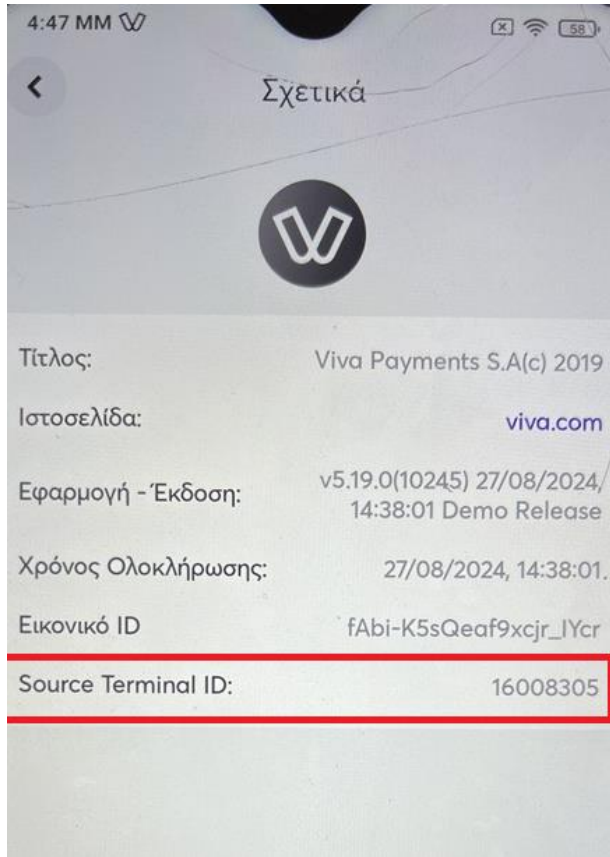 4:47 MM
58
Σχετικά
Τίτλος: Viva Payments S.A(c) 2019
Ιστοσελίδα: viva.com
Εφαρμογή - Έκδοση: v5.19.0(10245) 27/08/2024,
14:38:01 Demo Release
Χρόνος Ολοκλήρωσης: 27/08/2024, 14:38:01.
Εικονικό ID fAbi-K5sQeaf9xcjr_IYcr
Source Terminal ID: 16008305